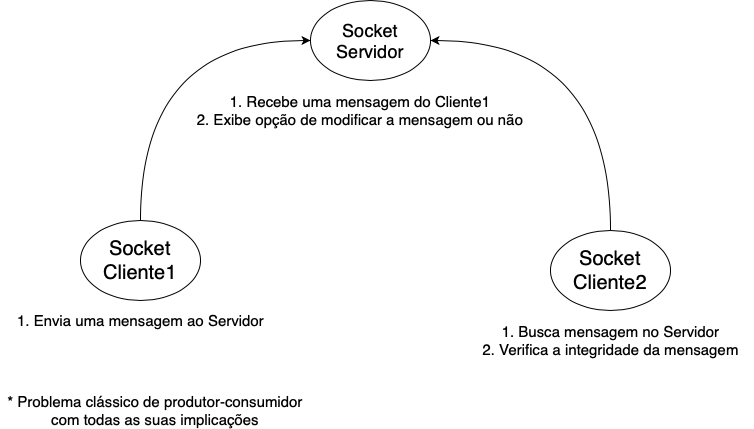 Socket
Servidor
1. Recebe uma mensagem do Cliente1
2. Exibe opção de modificar a mensagem ou não
Socket
Cliente1
1. Envia uma mensagem ao Servidor
Socket
Cliente2
1. Busca mensagem no Servidor
2. Verifica a integridade da mensagem
* Problema clássico de produtor-consumidor
com todas as suas implicações